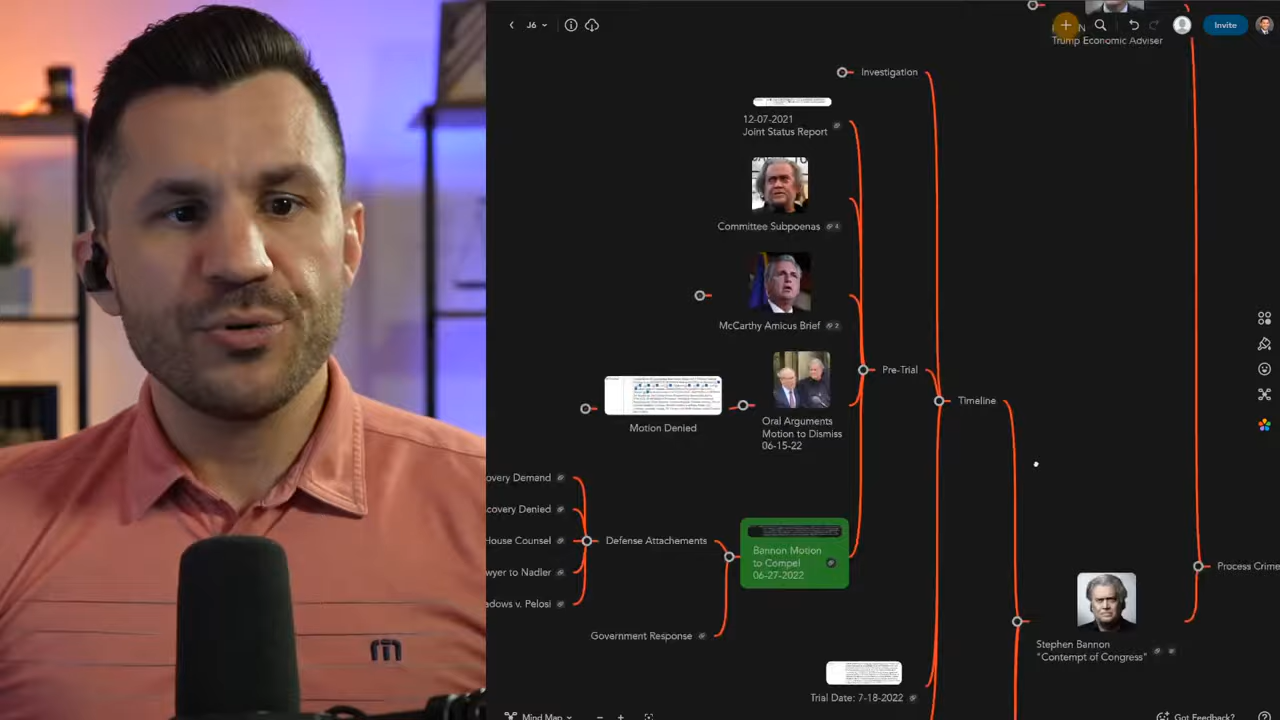 J6
Invite
Trump Economic Adviser
Investigation
12-07-2021
Joint Status Report
Committee Subpoenas
4
McCarthy Amicus Brief
2
Pre-Trial
Timeline
Motion Denied
Oral Arguments
Motion to Dismiss
06-15-22
overy Demand
covery Denied
House Counsel
wyer to Nadler
adows v. Pelosi
Defense Attachements
Bannon Motion
to Compel
06-27-2022
Government Response
Process Crime
Stephen Bannon
"Contempt of Congress"
Trial Date: 7-18-2022
Mind Map
Got Feedback?